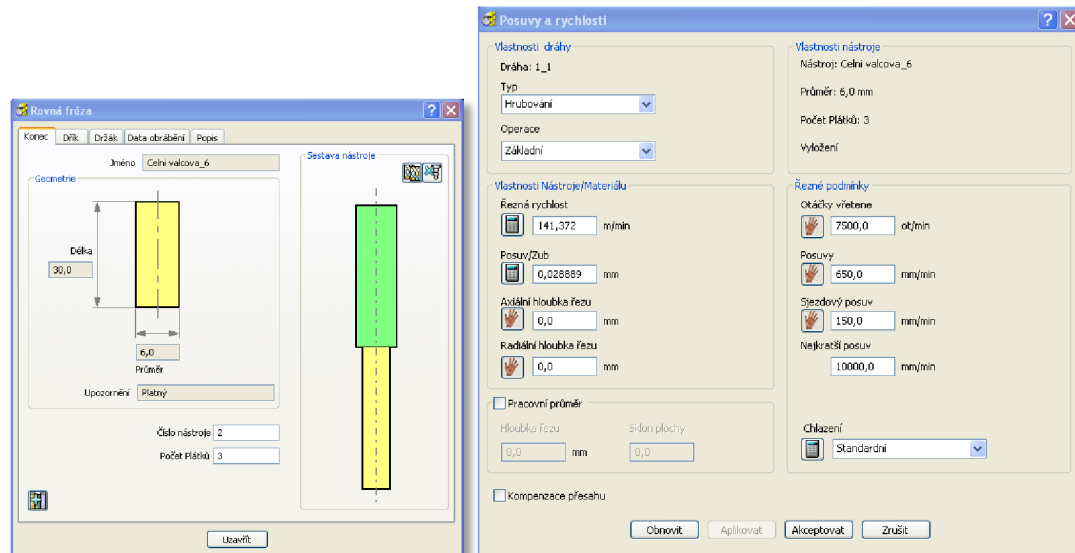 Rovná fréza
Konec Dřík Držák Data obrábění Popis
Jméno Celni valcova_6
Geometrie
Délka
30,0
6,0
Průměr
Upozornění Platný
Číslo nástroje 2
Počet Plátků 3
Sestava nástroje
Uzavřít
Posuvy a rychlosti
Vlastnosti dráhy
Dráha: 1_1
Typ
Hrubování
Operace
Základní
Vlastnosti nástroje
Nástroj: Celni valcova_6
Průměr: 6,0 mm
Počet Plátků: 3
Vyložení
Vlastnosti Nástroje/Materiálu
Řezná rychlost
141,372 m/min
Posuv/Zub
0,028889 mm
Axiální hloubka řezu
0,0 mm
Radiální hloubka řezu
0,0 mm
Řezné podmínky
Otáčky vřetene
7500,0 ot/min
Posuvy
650,0 mm/min
Sjezdový posuv
150,0 mm/min
Nejkratší posuv
10000,0 mm/min
Pracovní průměr
Hloubka řezu Sklon plochy
0,0 mm 0,0
Chlazení
Standardní
Kompenzace přesahu
Obnovit Aplikovat Akceptovat Zrušit